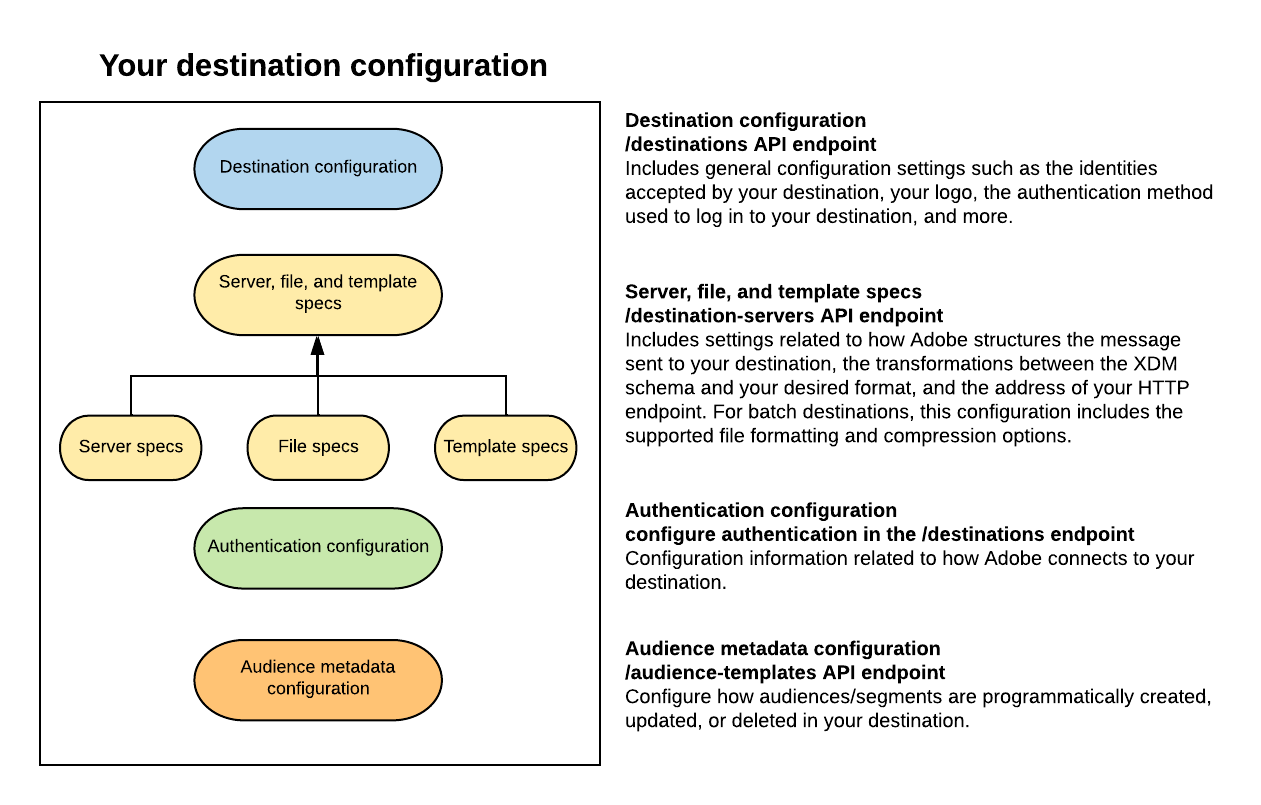 Your destination configuration
Destination configuration
Server, file, and template
specs
Server specs
File specs
Template specs
Authentication configuration
Audience metadata
configuration
Destination configuration
/destinations API endpoint
Includes general configuration settings such as the identities
accepted by your destination, your logo, the authentication method
used to log in to your destination, and more.
Server, file, and template specs
/destination-servers API endpoint
Includes settings related to how Adobe structures the message
sent to your destination, the transformations between the XDM
schema and your desired format, and the address of your HTTP
endpoint. For batch destinations, this configuration includes the
supported file formatting and compression options.
Authentication configuration
configure authentication in the /destinations endpoint
Configuration information related to how Adobe connects to your
destination.
Audience metadata configuration
/audience-templates API endpoint
Configure how audiences/segments are programmatically created,
updated, or deleted in your destination.